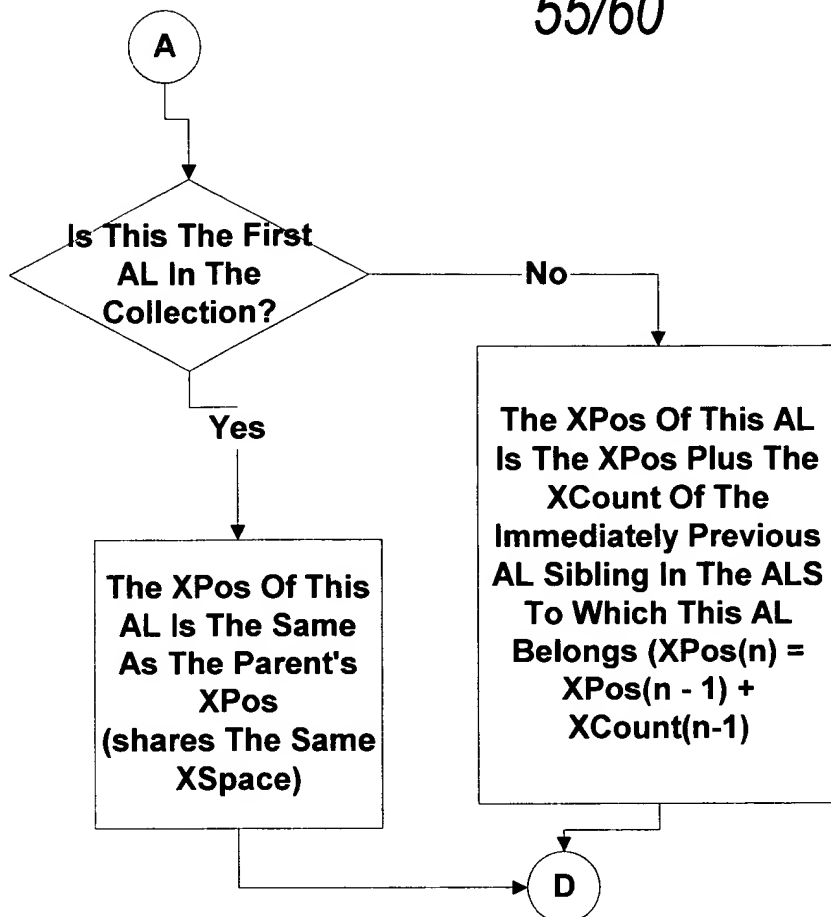 55/60
A
Is This The First
AL In The
Collection?
No
Yes
The XPos Of This AL
Is The XPos Plus The
XCount Of The
Immediately Previous
AL Sibling In The ALS
To Which This AL
Belongs (XPos(n) =
XPos(n - 1) +
XCount(n-1)
The XPos Of This
AL Is The Same
As The Parent's
XPos
(shares The Same
XSpace)
D